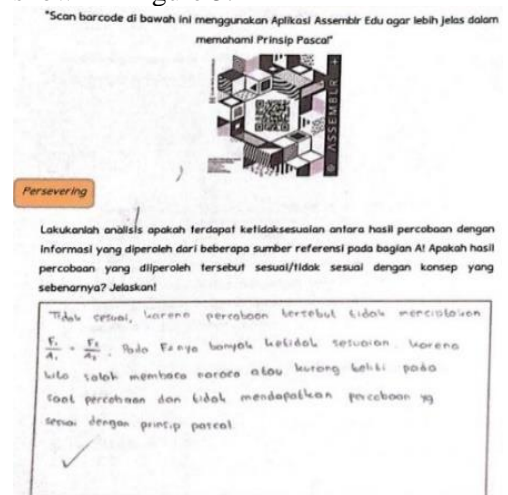 "Scan barcode di bawah ini menggunakan Aplikasi Assemblr Edu agar lebih jelas dalam
memahami Prinsip Pascal"
ASSEMBLR
Persevering
Lakukanlah analisis apakah terdapat ketidaksesuaian antara hasil percobaan dengan
informasi yang diperoleh dari beberapa sumber referensi pada bagian A! Apakah hasil
percobaan yang diiperoleh tersebut sesuai/tidak sesuai dengan konsep yang
sebenarnya? Jelaskan!
Tidak sesuai, karena percobaan tersebut tidak menciptakan
F₁/A₁ = F₂/A₂. Pada F₂nya banyak ketidak sesuaian. karena
kita salah membaca neraca atau kurang teliti pada
saat percobaan dan tidak mendapatkan percobaan yg
sesuai dengan prinsip pascal.